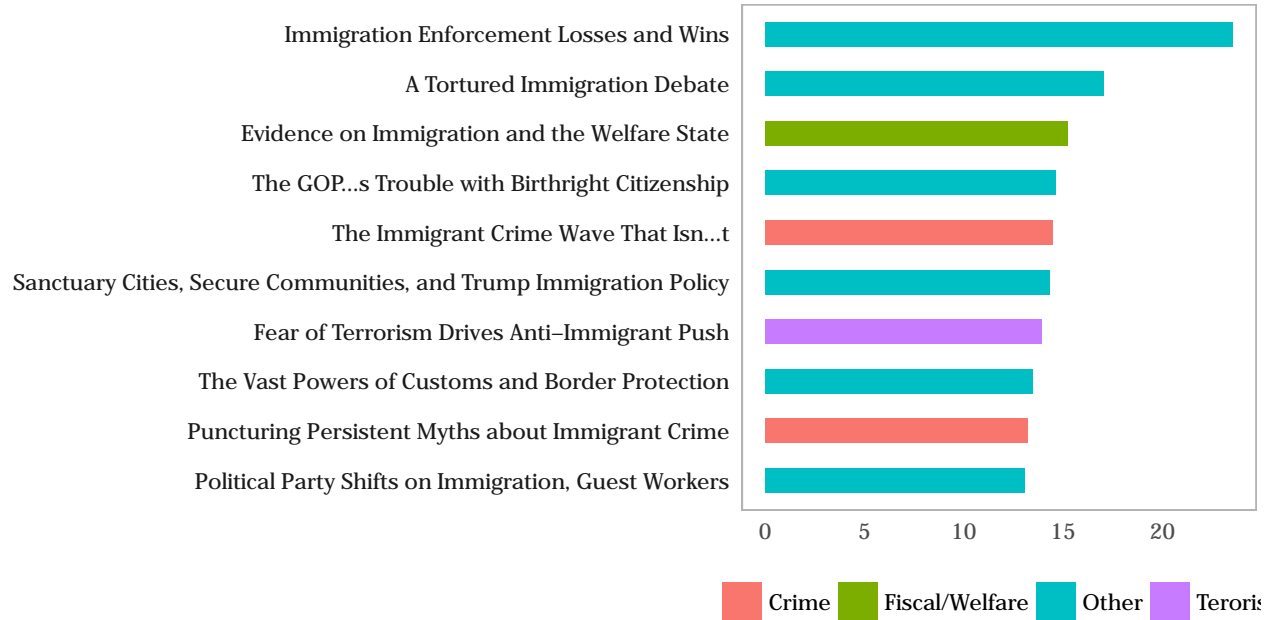 Immigration Enforcement Losses and Wins
A Tortured Immigration Debate
Evidence on Immigration and the Welfare State
The GOP...s Trouble with Birthright Citizenship
The Immigrant Crime Wave That Isn...t
Sanctuary Cities, Secure Communities, and Trump Immigration Policy
Fear of Terrorism Drives Anti–Immigrant Push
The Vast Powers of Customs and Border Protection
Puncturing Persistent Myths about Immigrant Crime
Political Party Shifts on Immigration, Guest Workers
0 5 10 15 20
Crime Fiscal/Welfare Other Teroris